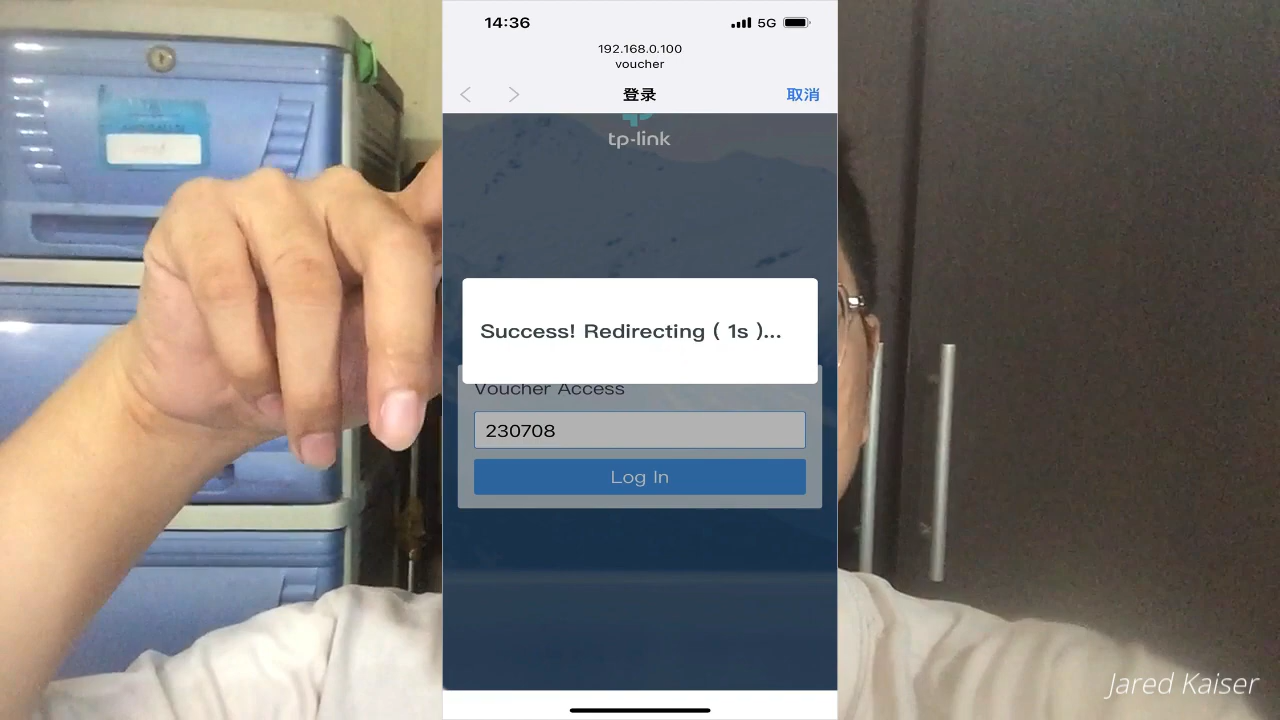 14:36
5G
192.168.0.100
voucher
登录
取消
tp-link
Success! Redirecting ( 1s )...
Voucher Access
230708
Log In
Jared Kaiser